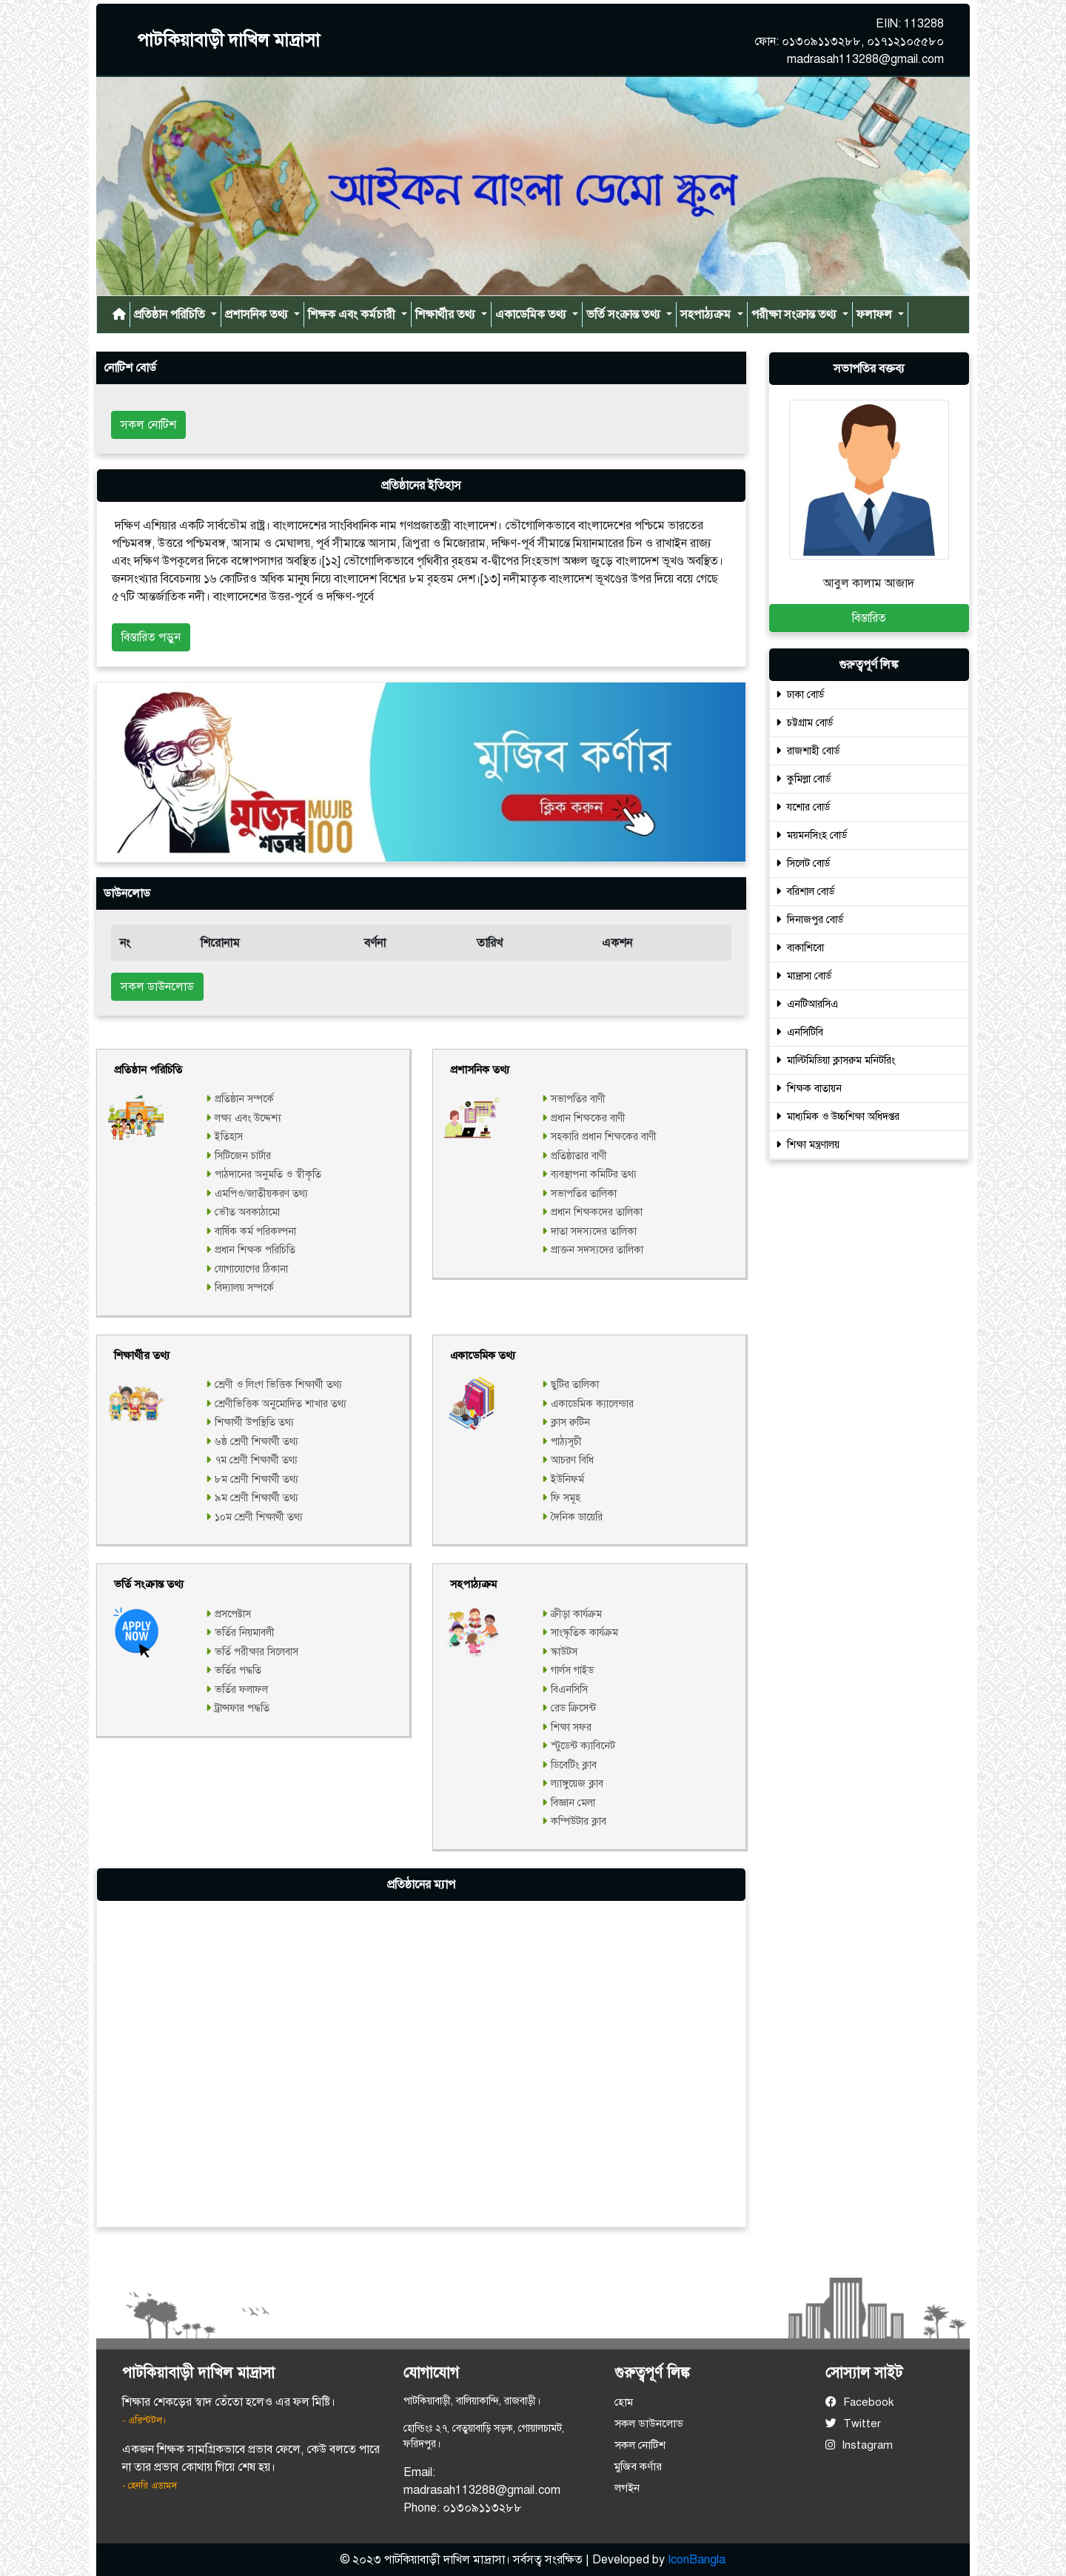 পাটকিয়াবাড়ী দাখিল মাদ্রাসা
EIIN: 113288
ফোন: ০১৩০৯১১৩২৮৮, ০১৭১২১০৫৫৮০
madrasah113288@gmail.com
আইকন বাংলা ডেমো স্কুল
প্রতিষ্ঠান পরিচিতি প্রশাসনিক তথ্য শিক্ষক এবং কর্মচারী শিক্ষার্থীর তথ্য একাডেমিক তথ্য ভর্তি সংক্রান্ত তথ্য সহপাঠ্যক্রম পরীক্ষা সংক্রান্ত তথ্য ফলাফল
নোটিশ বোর্ড
সকল নোটিশ
প্রতিষ্ঠানের ইতিহাস
দক্ষিণ এশিয়ার একটি সার্বভৌম রাষ্ট্র। বাংলাদেশের সাংবিধানিক নাম গণপ্রজাতন্ত্রী বাংলাদেশ। ভৌগোলিকভাবে বাংলাদেশের পশ্চিমে ভারতের
পশ্চিমবঙ্গ, উত্তরে পশ্চিমবঙ্গ, আসাম ও মেঘালয়, পূর্ব সীমান্তে আসাম, ত্রিপুরা ও মিজোরাম, দক্ষিণ-পূর্ব সীমান্তে মিয়ানমারের চিন ও রাখাইন রাজ্য
এবং দক্ষিণ উপকূলের দিকে বঙ্গোপসাগর অবস্থিত।[১২] ভৌগোলিকভাবে পৃথিবীর বৃহত্তম ব-দ্বীপের সিংহভাগ অঞ্চল জুড়ে বাংলাদেশ ভূখণ্ড অবস্থিত।
জনসংখ্যার বিবেচনায় ১৬ কোটিরও অধিক মানুষ নিয়ে বাংলাদেশ বিশ্বের ৮ম বৃহত্তম দেশ।[১৩] নদীমাতৃক বাংলাদেশ ভূখণ্ডের উপর দিয়ে বয়ে গেছে
৫৭টি আন্তর্জাতিক নদী। বাংলাদেশের উত্তর-পূর্বে ও দক্ষিণ-পূর্বে
বিস্তারিত পড়ুন
মুজিব
শতবর্ষ
MUJIB
100
মুজিব কর্ণার
ক্লিক করুন
ডাউনলোড
নং শিরোনাম বর্ণনা তারিখ একশন
সকল ডাউনলোড
প্রতিষ্ঠান পরিচিতি
প্রতিষ্ঠান সম্পর্কে
লক্ষ্য এবং উদ্দেশ্য
ইতিহাস
সিটিজেন চার্টার
পাঠদানের অনুমতি ও স্বীকৃতি
এমপিও/জাতীয়করণ তথ্য
ভৌত অবকাঠামো
বার্ষিক কর্ম পরিকল্পনা
প্রধান শিক্ষক পরিচিতি
যোগাযোগের ঠিকানা
বিদ্যালয় সম্পর্কে
প্রশাসনিক তথ্য
সভাপতির বাণী
প্রধান শিক্ষকের বাণী
সহকারি প্রধান শিক্ষকের বাণী
প্রতিষ্ঠাতার বাণী
ব্যবস্থাপনা কমিটির তথ্য
সভাপতির তালিকা
প্রধান শিক্ষকদের তালিকা
দাতা সদস্যদের তালিকা
প্রাক্তন সদস্যদের তালিকা
শিক্ষার্থীর তথ্য
শ্রেণী ও লিংগ ভিত্তিক শিক্ষার্থী তথ্য
শ্রেণীভিত্তিক অনুমোদিত শাখার তথ্য
শিক্ষার্থী উপস্থিতি তথ্য
৬ষ্ঠ শ্রেণী শিক্ষার্থী তথ্য
৭ম শ্রেণী শিক্ষার্থী তথ্য
৮ম শ্রেণী শিক্ষার্থী তথ্য
৯ম শ্রেণী শিক্ষার্থী তথ্য
১০ম শ্রেণী শিক্ষার্থী তথ্য
একাডেমিক তথ্য
ছুটির তালিকা
একাডেমিক ক্যালেন্ডার
ক্লাস রুটিন
পাঠ্যসূচী
আচরণ বিধি
ইউনিফর্ম
ফি সমূহ
দৈনিক ডায়েরি
ভর্তি সংক্রান্ত তথ্য
APPLY
NOW
প্রসপেক্টাস
ভর্তির নিয়মাবলী
ভর্তি পরীক্ষার সিলেবাস
ভর্তির পদ্ধতি
ভর্তির ফলাফল
ট্রান্সফার পদ্ধতি
সহপাঠ্যক্রম
ক্রীড়া কার্যক্রম
সাংস্কৃতিক কার্যক্রম
স্কাউটস
গার্লস গাইড
বিএনসিসি
রেড ক্রিসেন্ট
শিক্ষা সফর
স্টুডেন্ট ক্যাবিনেট
ডিবেটিং ক্লাব
ল্যাঙ্গুয়েজ ক্লাব
বিজ্ঞান মেলা
কম্পিউটার ক্লাব
প্রতিষ্ঠানের ম্যাপ
সভাপতির বক্তব্য
আবুল কালাম আজাদ
বিস্তারিত
গুরুত্বপূর্ণ লিঙ্ক
ঢাকা বোর্ড
চট্টগ্রাম বোর্ড
রাজশাহী বোর্ড
কুমিল্লা বোর্ড
যশোর বোর্ড
ময়মনসিংহ বোর্ড
সিলেট বোর্ড
বরিশাল বোর্ড
দিনাজপুর বোর্ড
বাকাশিবো
মাদ্রাসা বোর্ড
এনটিআরসিএ
এনসিটিবি
মাল্টিমিডিয়া ক্লাসরুম মনিটরিং
শিক্ষক বাতায়ন
মাধ্যমিক ও উচ্চশিক্ষা অধিদপ্তর
শিক্ষা মন্ত্রণালয়
পাটকিয়াবাড়ী দাখিল মাদ্রাসা
শিক্ষার শেকড়ের স্বাদ তেঁতো হলেও এর ফল মিষ্টি।
- এরিস্টটল।
একজন শিক্ষক সামগ্রিকভাবে প্রভাব ফেলে, কেউ বলতে পারে
না তার প্রভাব কোথায় গিয়ে শেষ হয়।
- হেনরি এডামস
যোগাযোগ
পাটকিয়াবাড়ী, বালিয়াকান্দি, রাজবাড়ী।
হোল্ডিংঃ ২৭, বেতুয়াবাড়ি সড়ক, গোয়ালচামট,
ফরিদপুর।
Email:
madrasah113288@gmail.com
Phone: ০১৩০৯১১৩২৮৮
গুরুত্বপূর্ণ লিঙ্ক
হোম
সকল ডাউনলোড
সকল নোটিশ
মুজিব কর্ণার
লগইন
সোস্যাল সাইট
Facebook
Twitter
Instagram
© ২০২৩ পাটকিয়াবাড়ী দাখিল মাদ্রাসা। সর্বসত্ব সংরক্ষিত | Developed by IconBangla